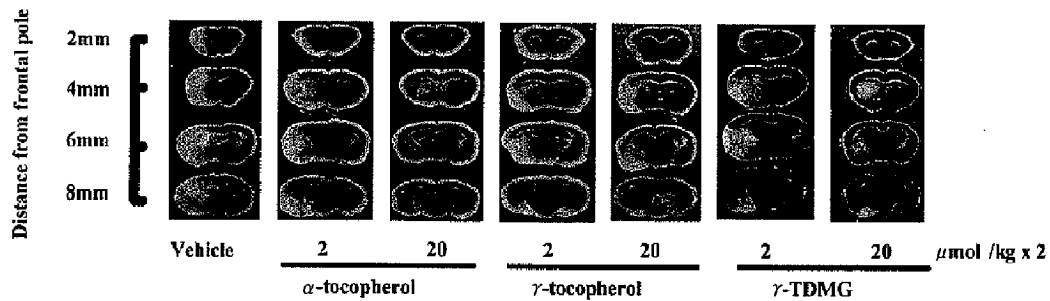 Distance from frontal pole
2mm
4mm
6mm
8mm
Vehicle 2 20 2 20 2 20 μmol /kg x 2
α-tocopherol γ-tocopherol γ-TDMG